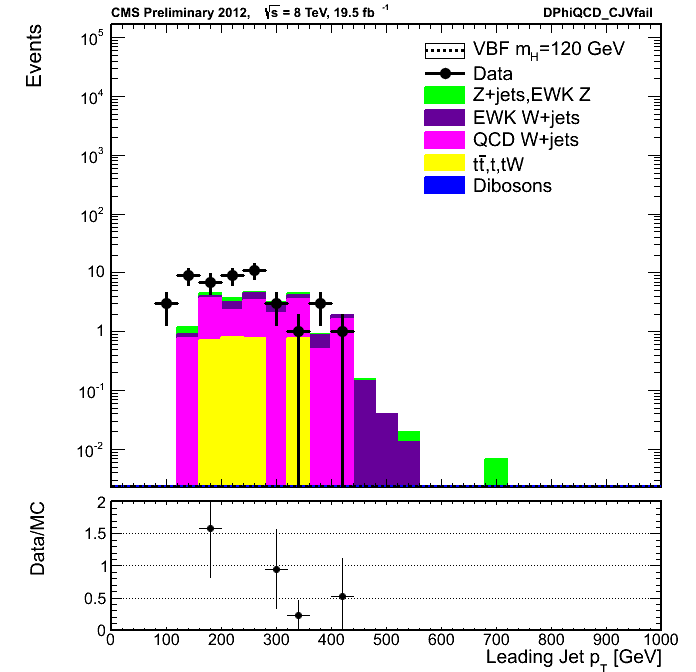 CMS Preliminary 2012, √s = 8 TeV, 19.5 fb⁻¹ DPhiQCD_CJVfail
Events
10⁵
10⁴
10³
10²
10
1
10⁻¹
10⁻²
VBF m_H=120 GeV
Data
Z+jets,EWK Z
EWK W+jets
QCD W+jets
tt̄,t,tW
Dibosons
Data/MC
2
1.5
1
0.5
0
0 100 200 300 400 500 600 700 800 900 1000
Leading Jet p_T [GeV]